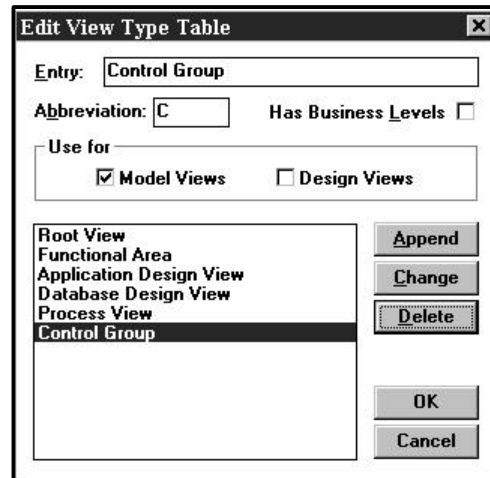 Edit View Type Table
Entry: Control Group
Abbreviation: C Has Business Levels
Use for
Model Views Design Views
Root View
Functional Area
Application Design View
Database Design View
Process View
Control Group
Append
Change
Delete
OK
Cancel